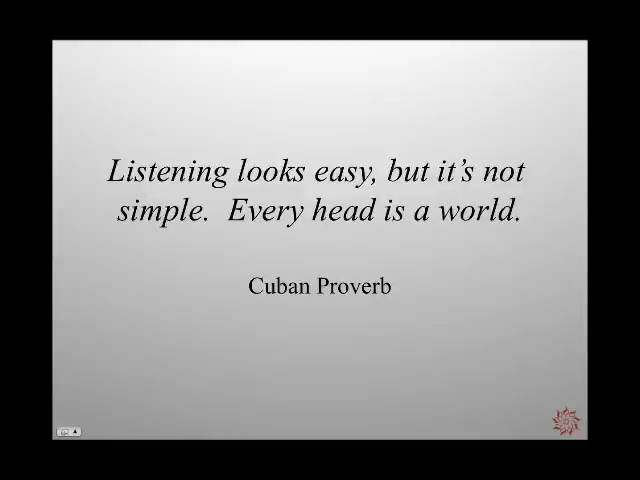 Listening looks easy, but it's not
simple.  Every head is a world.
Cuban Proverb